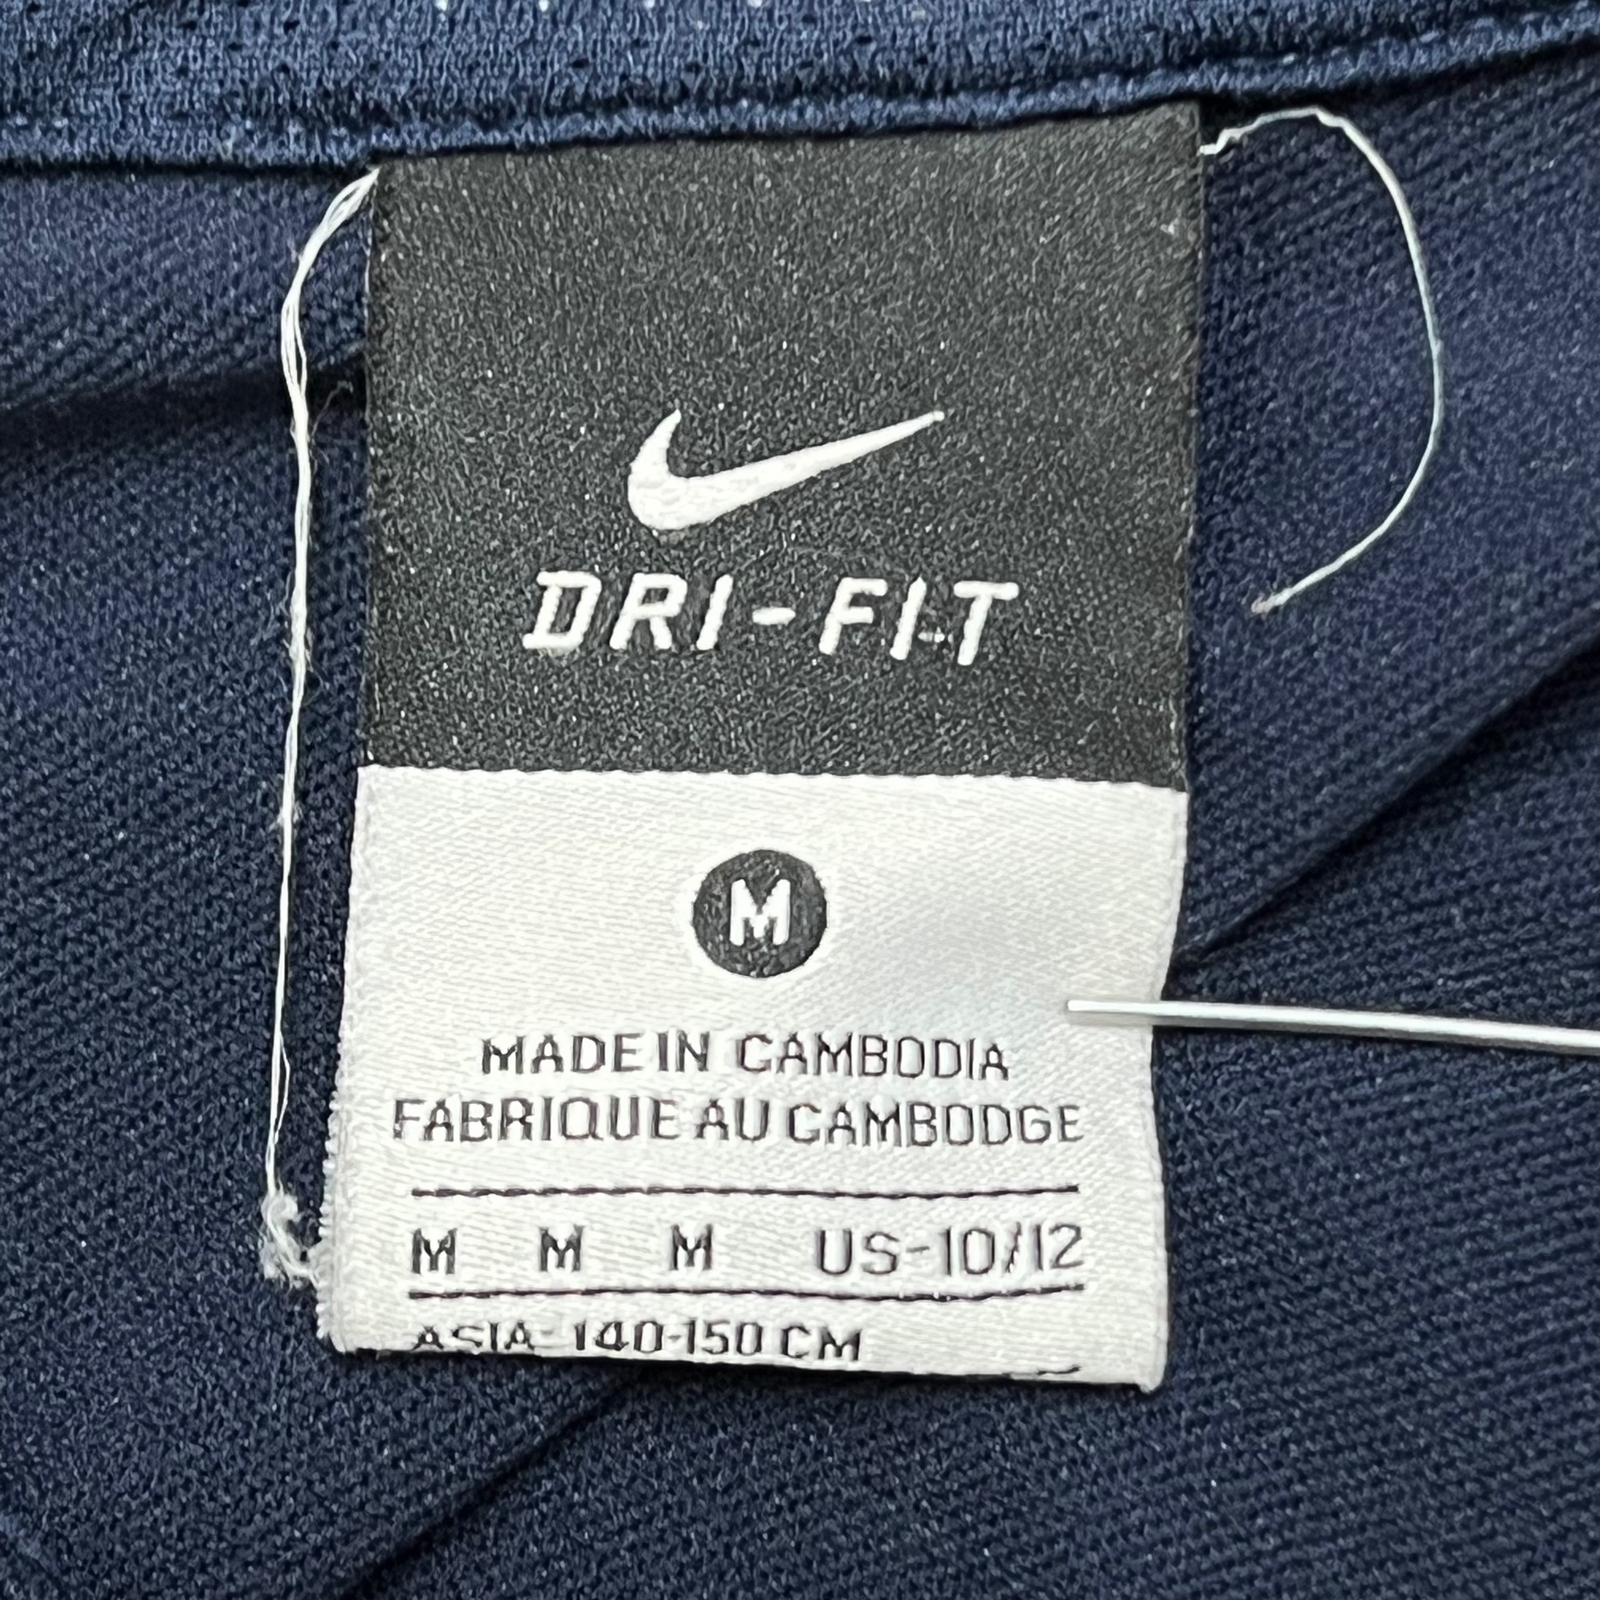 DRI-FIT
M
MADE IN CAMBODIA
FABRIQUE AU CAMBODGE
M M M US-10/12
ASIA-140-150 CM